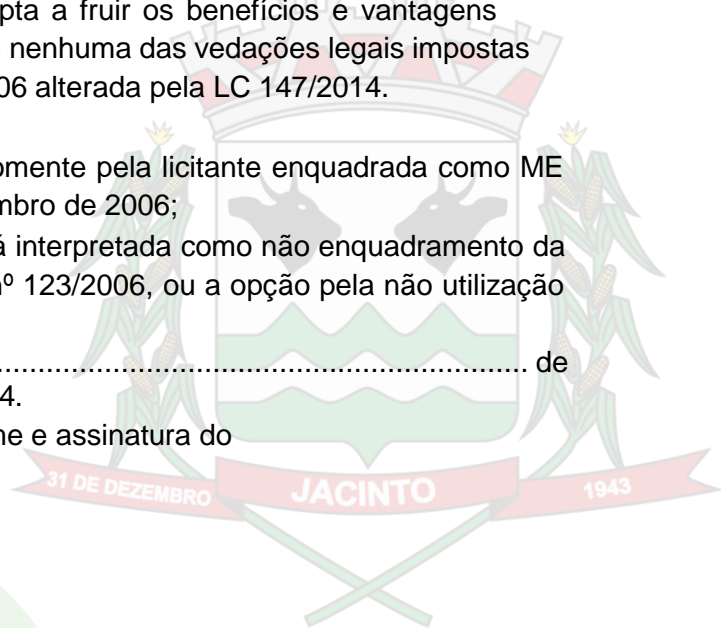 pta a fruir os benefícios e vantagens
nenhuma das vedações legais impostas
06 alterada pela LC 147/2014.
omente pela licitante enquadrada como ME
mbro de 2006;
á interpretada como não enquadramento da
nº 123/2006, ou a opção pela não utilização
.................................................................... de
4.
ne e assinatura do
31 DE DEZEMBRO JACINTO 1943